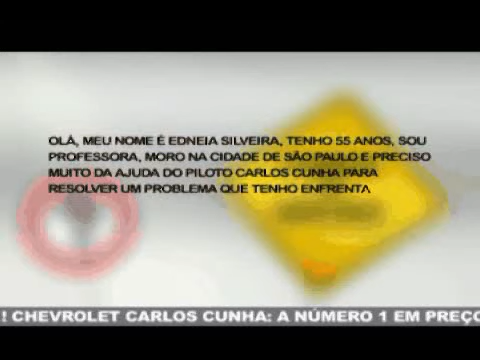 OLÁ, MEU NOME É EDNEIA SILVEIRA, TENHO 55 ANOS, SOU
PROFESSORA, MORO NA CIDADE DE SÃO PAULO E PRECISO
MUITO DA AJUDA DO PILOTO CARLOS CUNHA PARA
RESOLVER UM PROBLEMA QUE TENHO ENFRENTA
! CHEVROLET CARLOS CUNHA: A NÚMERO 1 EM PREÇO